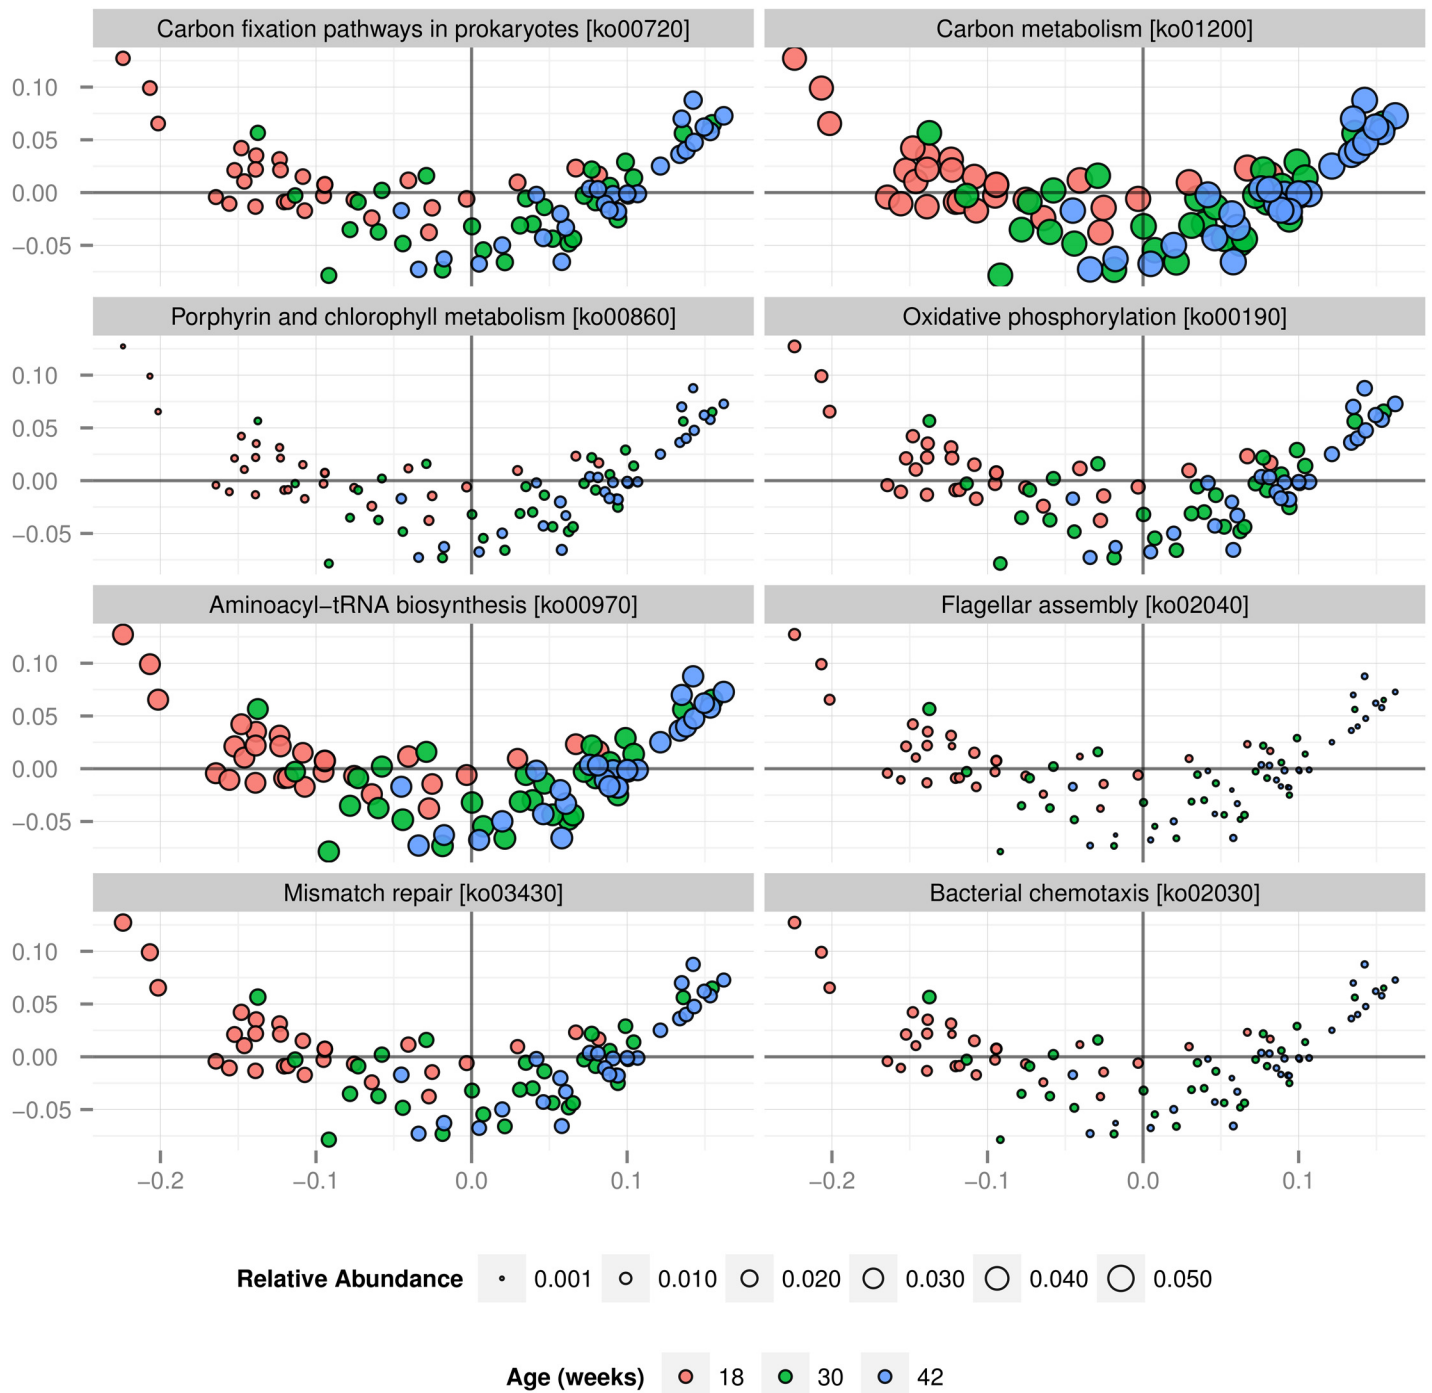 Carbon fixation pathways in prokaryotes [ko00720]
Carbon metabolism [ko01200]
0.10
0.05
0.00
−0.05
Porphyrin and chlorophyll metabolism [ko00860]
Oxidative phosphorylation [ko00190]
0.10
0.05
0.00
−0.05
Aminoacyl−tRNA biosynthesis [ko00970]
Flagellar assembly [ko02040]
0.10
0.05
0.00
−0.05
Mismatch repair [ko03430]
Bacterial chemotaxis [ko02030]
0.10
0.05
0.00
−0.05
−0.2 −0.1 0.0 0.1
−0.2 −0.1 0.0 0.1
Relative Abundance 0.001 0.010 0.020 0.030 0.040 0.050
Age (weeks) 18 30 42